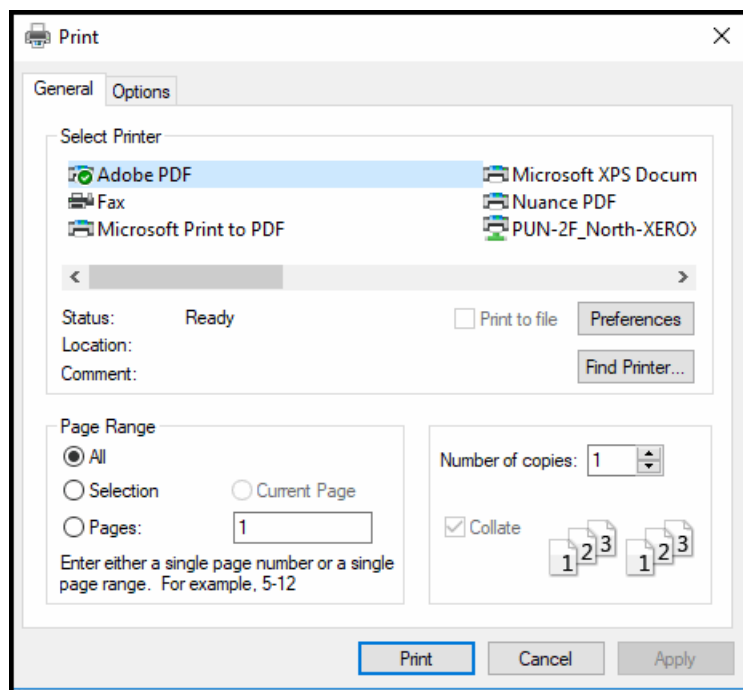 Print
General
Options
Select Printer
Adobe PDF
Fax
Microsoft Print to PDF
Microsoft XPS Docum
Nuance PDF
PUN-2F_North-XEROX
Status: Ready
Location:
Comment:
Print to file
Preferences
Find Printer...
Page Range
All
Selection
Current Page
Pages: 1
Enter either a single page number or a single
page range. For example, 5-12
Number of copies: 1
Collate
1 2 3 1 2 3
Print
Cancel
Apply